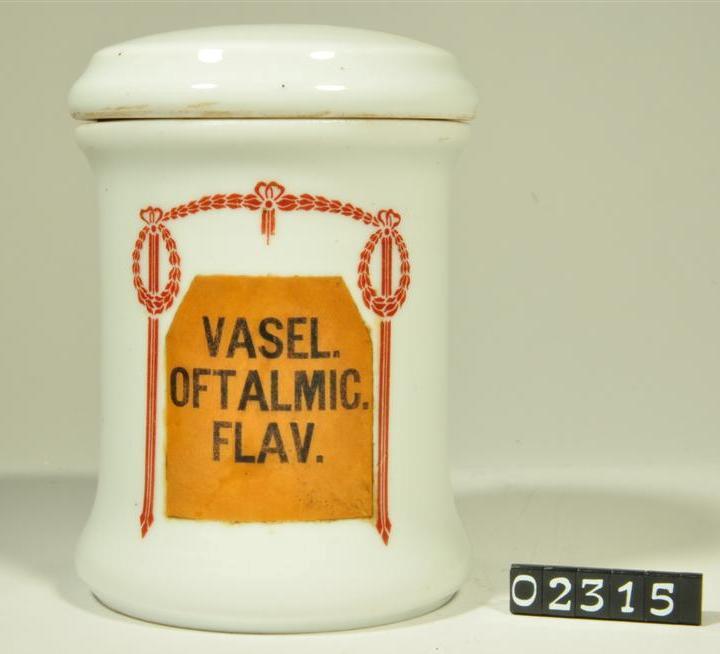 VASEL.
OFTALMIC.
FLAV.
02315